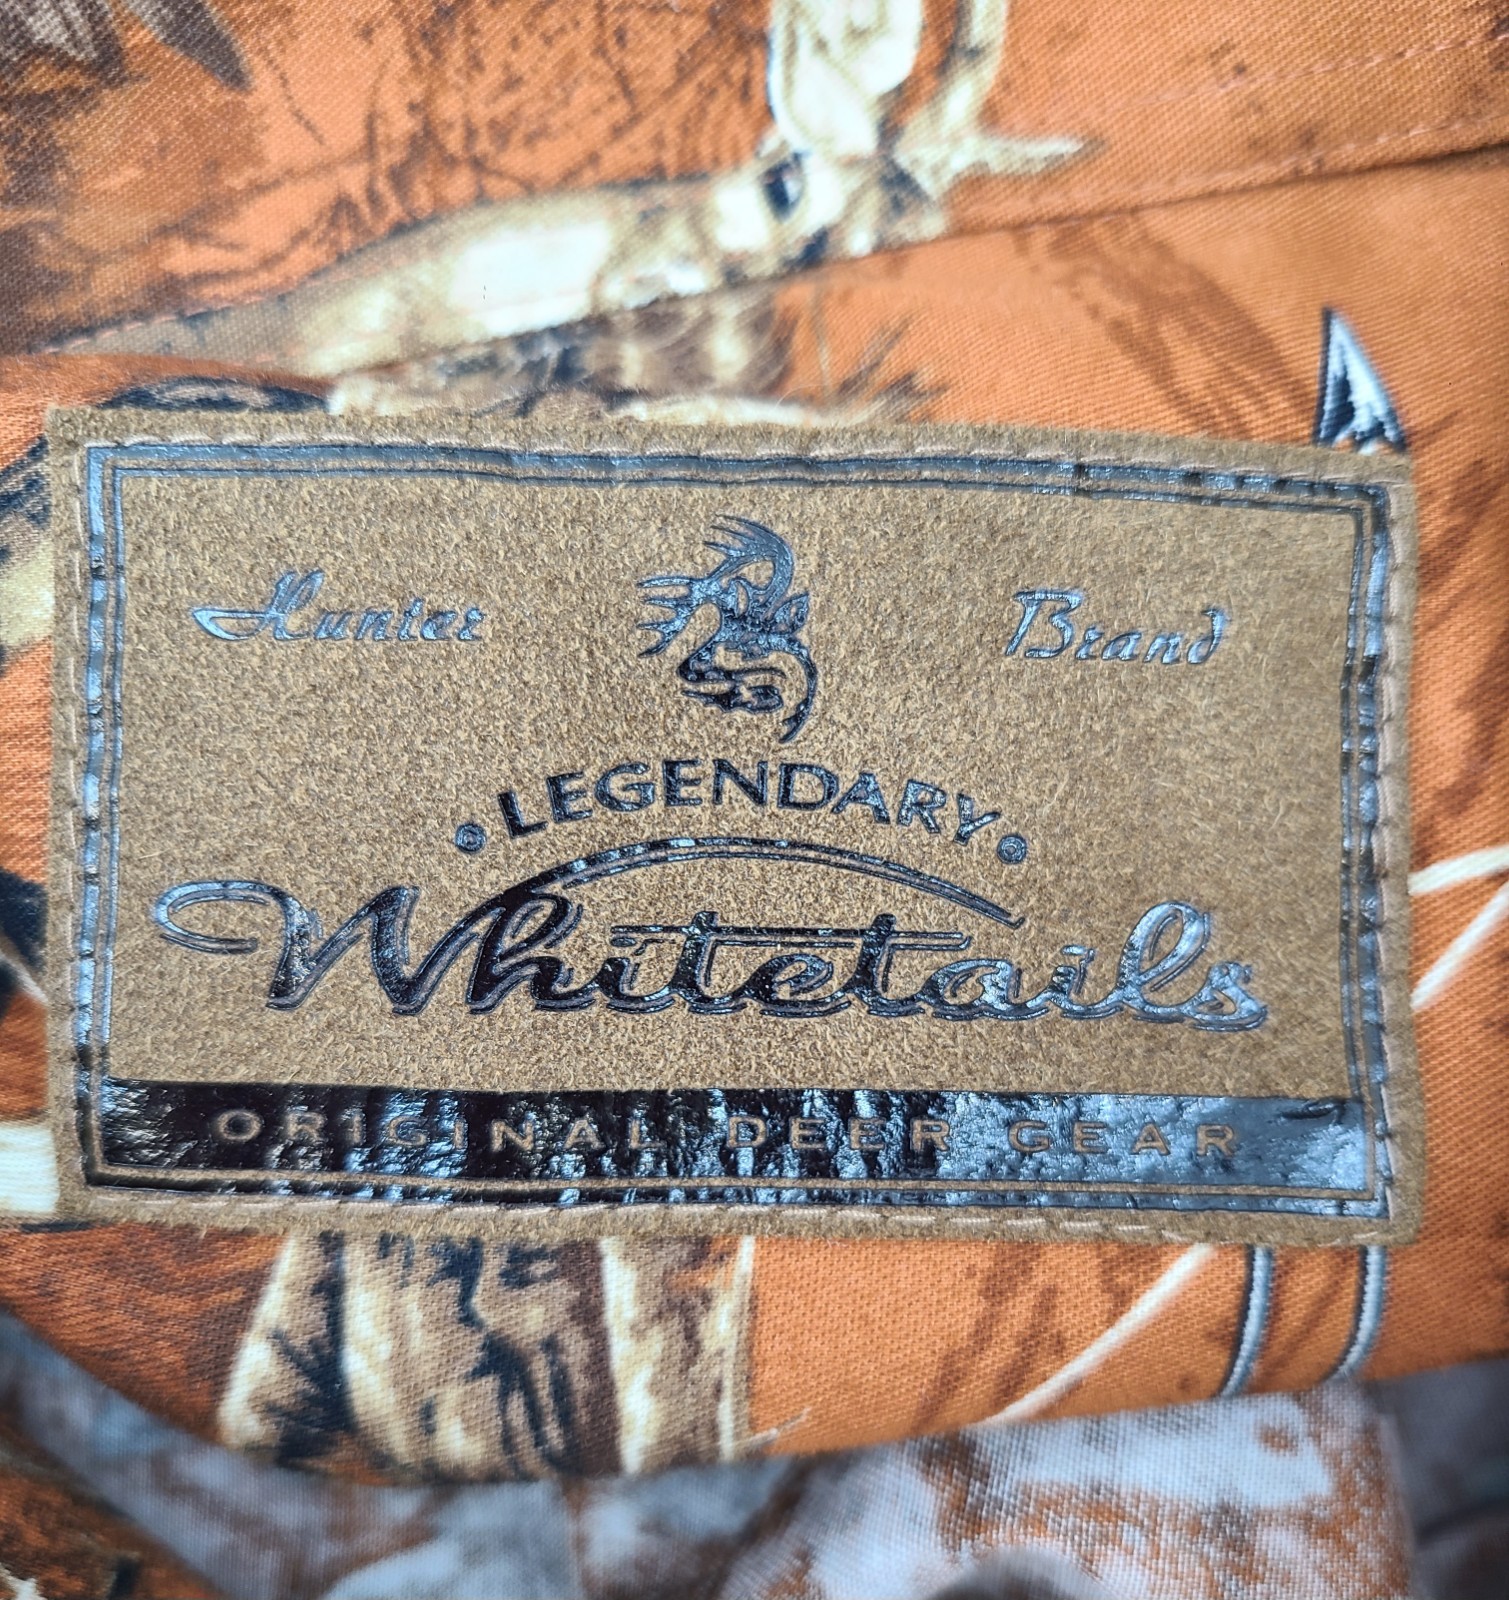 Hunter Brand
LEGENDARY
Whitetails
ORIGINAL DEER GEAR